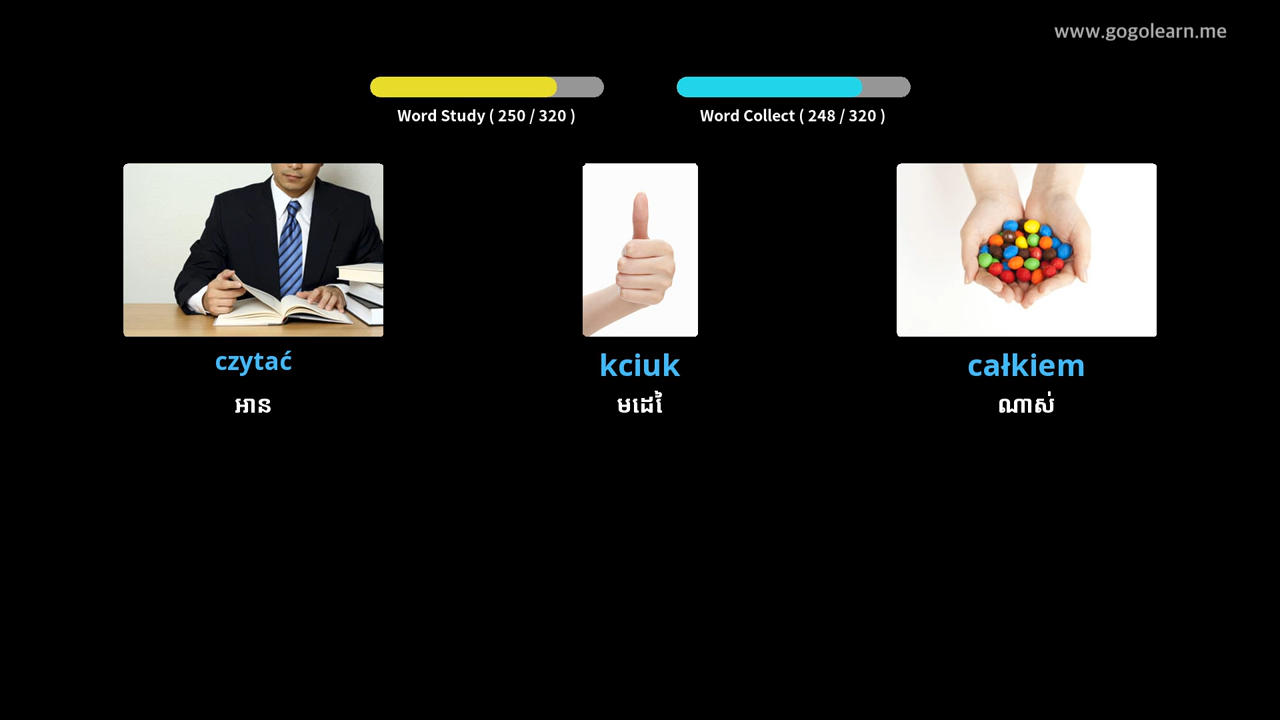 www.gogolearn.me
Word Study ( 250 / 320 )
Word Collect ( 248 / 320 )
czytać
kciuk
całkiem
អាន
មដេៃ
ណាស់